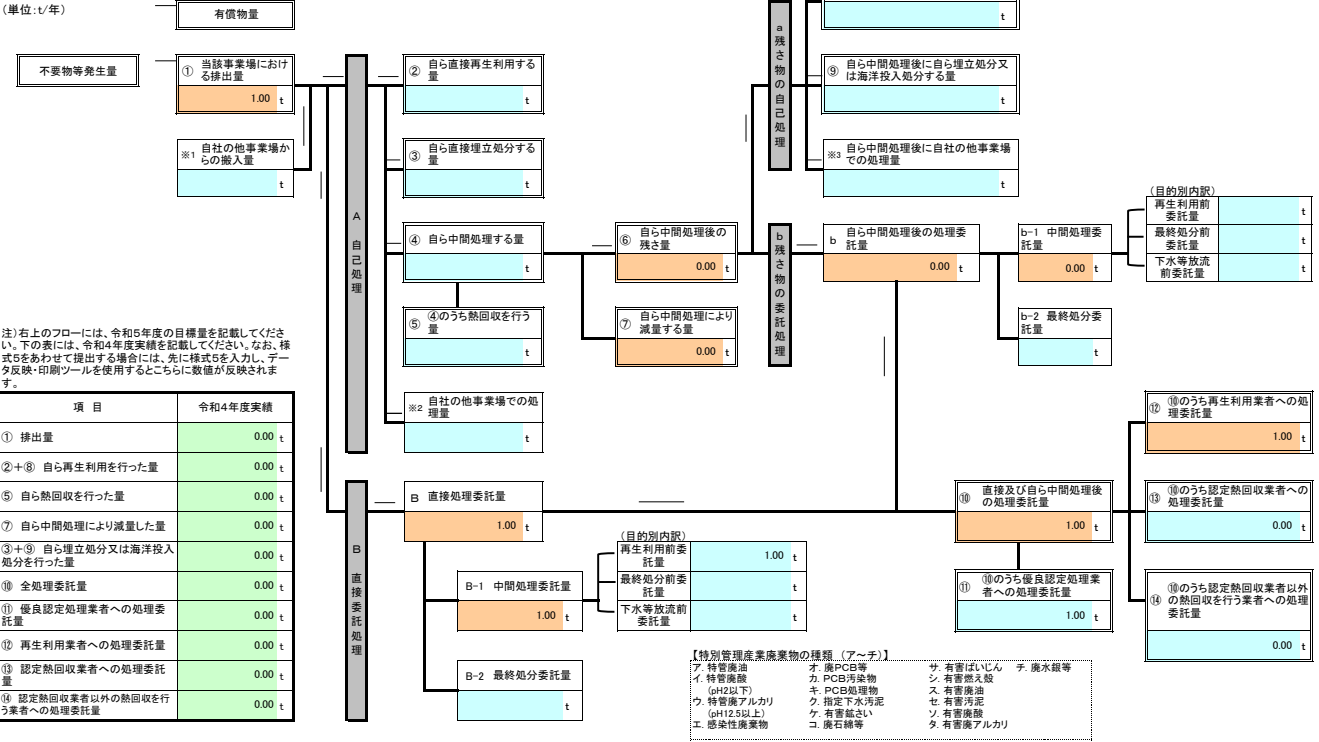 （単位：t/年）
有償物量
不要物等発生量
① 当該事業場におけ
る排出量
1.00 t
※1 自社の他事業場か
らの搬入量
t
A 自己処理
② 自ら直接再生利用する
量
t
③ 自ら直接埋立処分する
量
t
④ 自ら中間処理する量
t
⑤ ④のうち熱回収を行う
量
t
※2 自社の他事業場での処
理量
t
⑥ 自ら中間処理後の
残さ量
0.00 t
⑦ 自ら中間処理により
減量する量
0.00 t
a 残さ物の自己処理
t
⑨ 自ら中間処理後に自ら埋立処分又
は海洋投入処分する量
t
※3 自ら中間処理後に自社の他事業場
での処理量
t
b 残さ物の委託処理
b 自ら中間処理後の処理委
託量
0.00 t
b-1 中間処理委
託量
0.00 t
b-2 最終処分委
託量
t
（目的別内訳）
再生利用前
委託量
t
最終処分前
委託量
t
下水等放流
前委託量
t
注）右上のフローには、令和5年度の目標量を記載してくださ
い。下の表には、令和4年度実績を記載してください。なお、様
式5をあわせて提出する場合には、先に様式5を入力し、デー
タ反映・印刷ツールを使用するとこちらに数値が反映されま
す。
項 目 令和4年度実績
① 排出量 0.00 t
②＋⑧ 自ら再生利用を行った量 0.00 t
⑤ 自ら熱回収を行った量 0.00 t
⑦ 自ら中間処理により減量した量 0.00 t
③＋⑨ 自ら埋立処分又は海洋投入
処分を行った量 0.00 t
⑩ 全処理委託量 0.00 t
⑪ 優良認定処理業者への処理委
託量 0.00 t
⑫ 再生利用業者への処理委託量 0.00 t
⑬ 認定熱回収業者への処理委託
量 0.00 t
⑭ 認定熱回収業者以外の熱回収を行
う業者への処理委託量 0.00 t
B 直接委託処理
B 直接処理委託量
1.00 t
B-1 中間処理委託量
1.00 t
B-2 最終処分委託量
t
（目的別内訳）
再生利用前委
託量
1.00 t
最終処分前委
託量
下水等放流前
委託量
t
⑩ 直接及び自ら中間処理後
の処理委託量
1.00 t
⑪ ⑩のうち優良認定処理業
者への処理委託量
1.00 t
⑫ ⑩のうち再生利用業者への処
理委託量
1.00 t
⑬ ⑩のうち認定熱回収業者への
処理委託量
0.00 t
⑭ ⑩のうち認定熱回収業者以外
の熱回収を行う業者への処理
委託量
0.00 t
【特別管理産業廃棄物の種類 （ア～チ）】
ア．特管廃油 オ．廃PCB等 サ．有害ばいじん チ．廃水銀等
イ．特管廃酸 カ．PCB汚染物 シ．有害燃え殻
（pH2以下） キ．PCB処理物 ス．有害廃油
ウ．特管廃アルカリ ク．指定下水汚泥 セ．有害汚泥
（pH12.5以上） ケ．有害鉱さい ソ．有害廃酸
エ．感染性廃棄物 コ．廃石綿等 タ．有害廃アルカリ